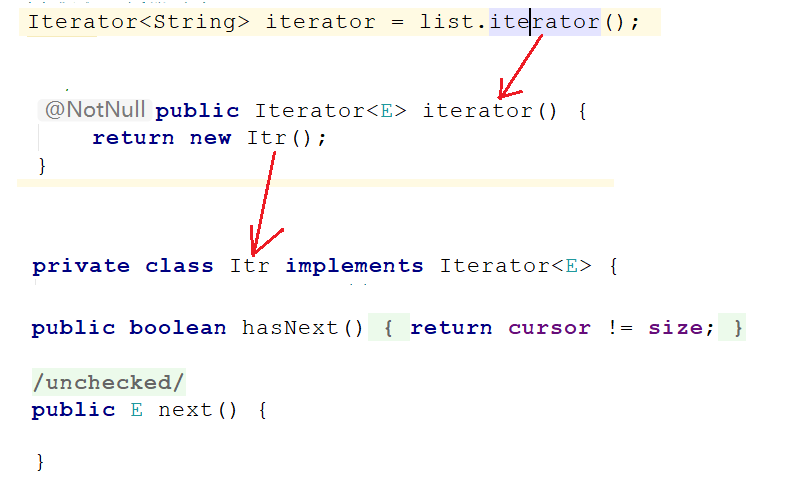 Iterator<String> iterator = list.iterator();
@NotNull public Iterator<E> iterator() {
return new Itr();
}
private class Itr implements Iterator<E> {
public boolean hasNext() { return cursor != size; }
/unchecked/
public E next() {
}